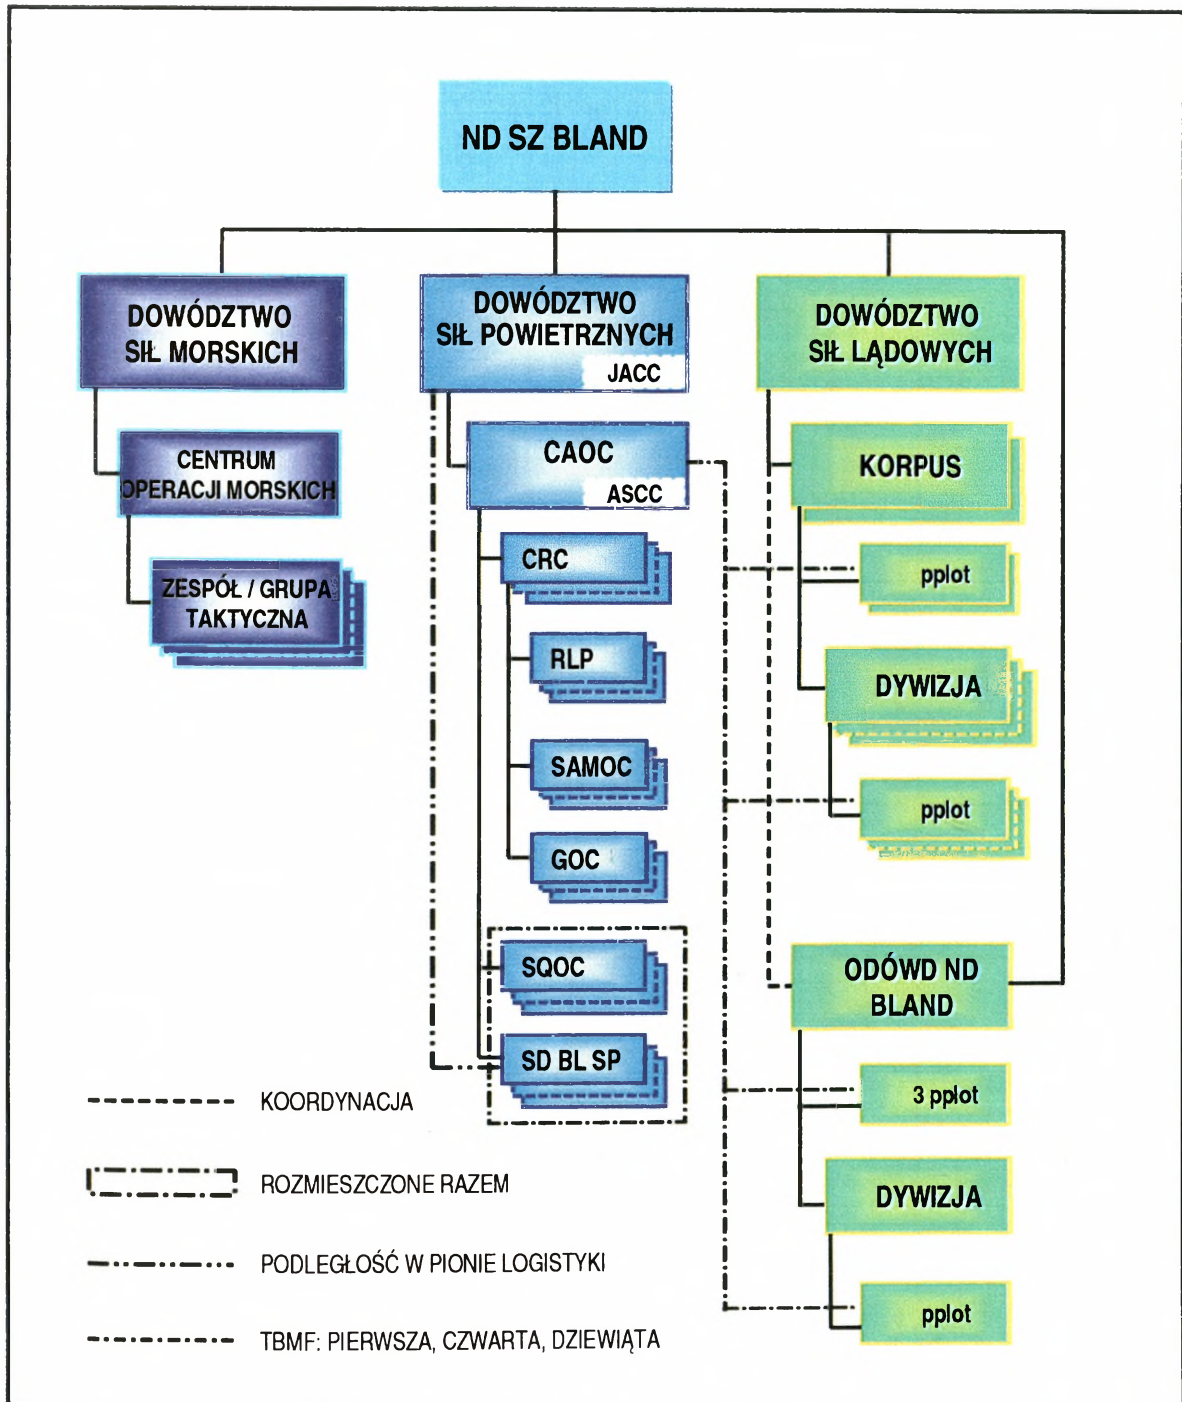 ND SZ BLAND
DOWÓDZTWO
SIŁ MORSKICH
CENTRUM
OPERACJI MORSKICH
ZESPÓŁ / GRUPA
TAKTYCZNA
DOWÓDZTWO
SIŁ POWIETRZNYCH
JACC
CAOC
ASCC
CRC
RLP
SAMOC
GOC
SQOC
SD BL SP
DOWÓDZTWO
SIŁ LĄDOWYCH
KORPUS
pplot
DYWIZJA
pplot
ODÓWD ND
BLAND
3 pplot
DYWIZJA
pplot
KOORDYNACJA
ROZMIESZCZONE RAZEM
PODLEGŁOŚĆ W PIONIE LOGISTYKI
TBMF: PIERWSZA, CZWARTA, DZIEWIĄTA